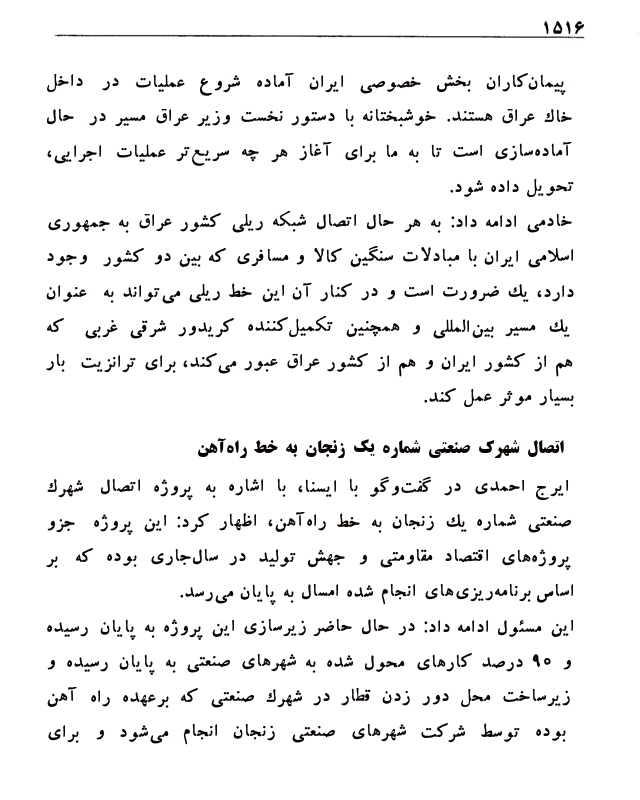 ۱۵۱۶
پیمان‌کاران بخش خصوصی ایران آماده شروع عملیات در داخل
خاك عراق هستند. خوشبختانه با دستور نخست وزیر عراق مسیر در حال
آماده‌سازی است تا به ما برای آغاز هر چه سریع‌تر عملیات اجرایی،
تحویل داده شود.
خادمی ادامه داد: به هر حال اتصال شبکه ریلی کشور عراق به جمهوری
اسلامی ایران با مبادلات سنگین کالا و مسافری که بین دو کشور وجود
دارد، یك ضرورت است و در کنار آن این خط ریلی می‌تواند به عنوان
یك مسیر بین‌المللی و همچنین تکمیل‌کننده کریدور شرقی غربی که
هم از کشور ایران و هم از کشور عراق عبور می‌کند، برای ترانزیت بار
بسیار موثر عمل کند.
اتصال شهرک صنعتی شماره یک زنجان به خط راه‌آهن
ایرج احمدی در گفت‌وگو با ایسنا، با اشاره به پروژه اتصال شهرك
صنعتی شماره یك زنجان به خط راه‌آهن، اظهار کرد: این پروژه جزو
پروژه‌های اقتصاد مقاومتی و جهش تولید در سال‌جاری بوده که بر
اساس برنامه‌ریزی‌های انجام شده امسال به پایان می‌رسد.
این مسئول ادامه داد: در حال حاضر زیرسازی این پروژه به پایان رسیده
و ۹۰ درصد کارهای محول شده به شهرهای صنعتی به پایان رسیده و
زیرساخت محل دور زدن قطار در شهرك صنعتی که برعهده راه آهن
بوده توسط شرکت شهرهای صنعتی زنجان انجام می‌شود و برای